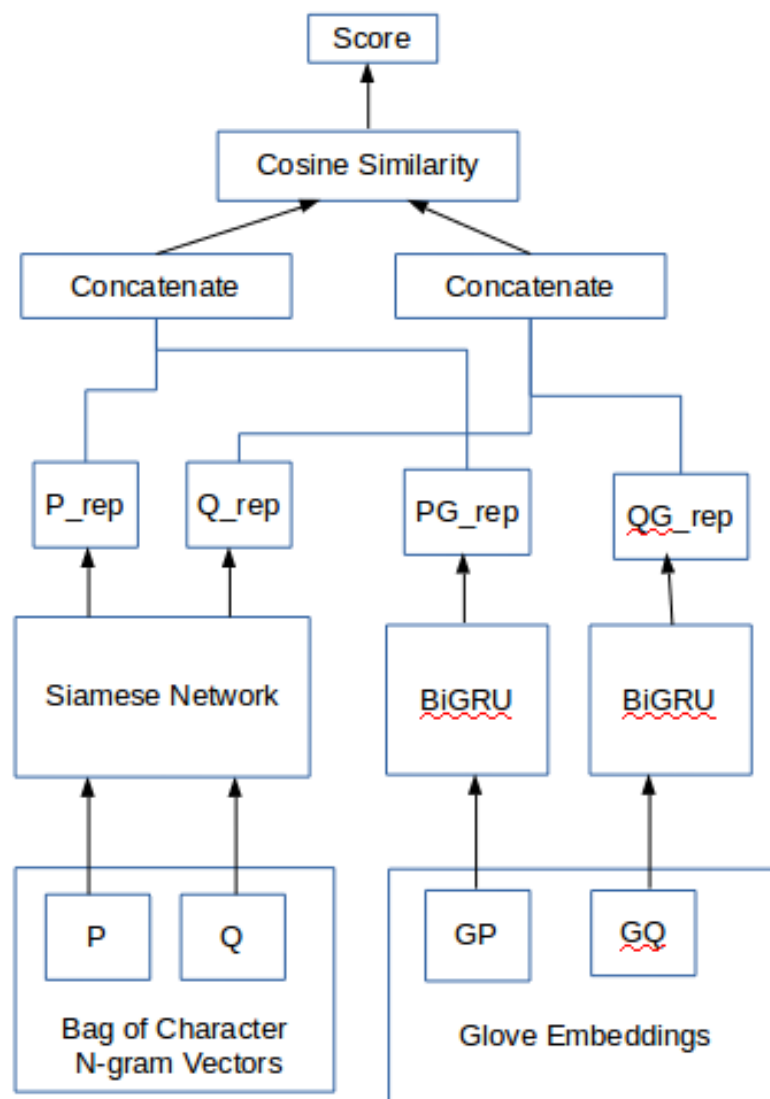 Score
Cosine Similarity
Concatenate
Concatenate
P_rep
Q_rep
PG_rep
QG_rep
Siamese Network
BiGRU
BiGRU
P
Q
GP
GQ
Bag of Character
N-gram Vectors
Glove Embeddings